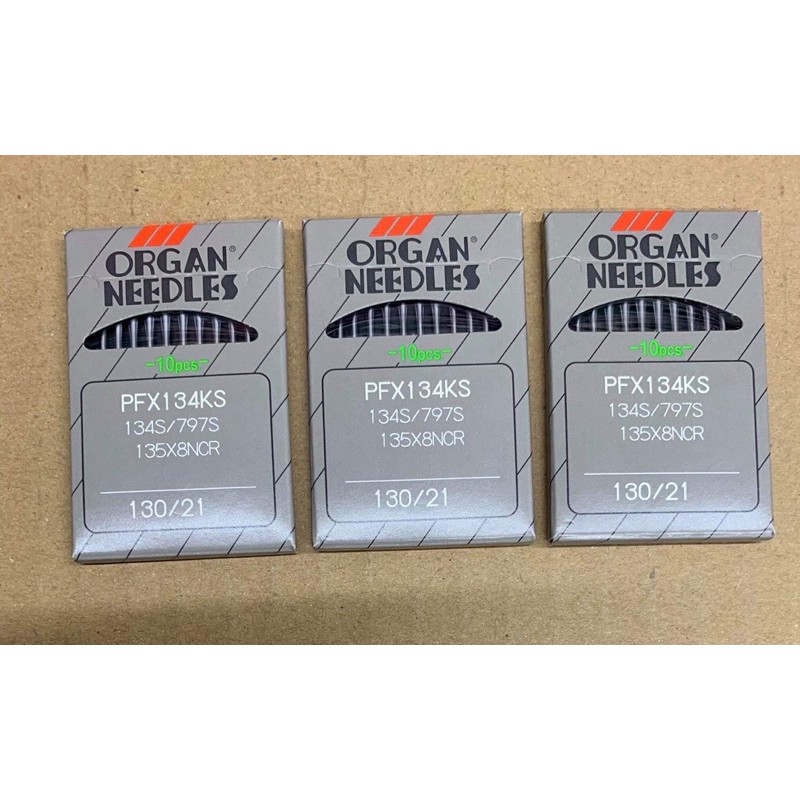 ORGAN®
NEEDLES
-10pcs-
PFX134KS
134S/797S
135X8NCR
130/21
ORGAN®
NEEDLES
-10pcs-
PFX134KS
134S/797S
135X8NCR
130/21
ORGAN®
NEEDLES
-10pcs-
PFX134KS
134S/797S
135X8NCR
130/21